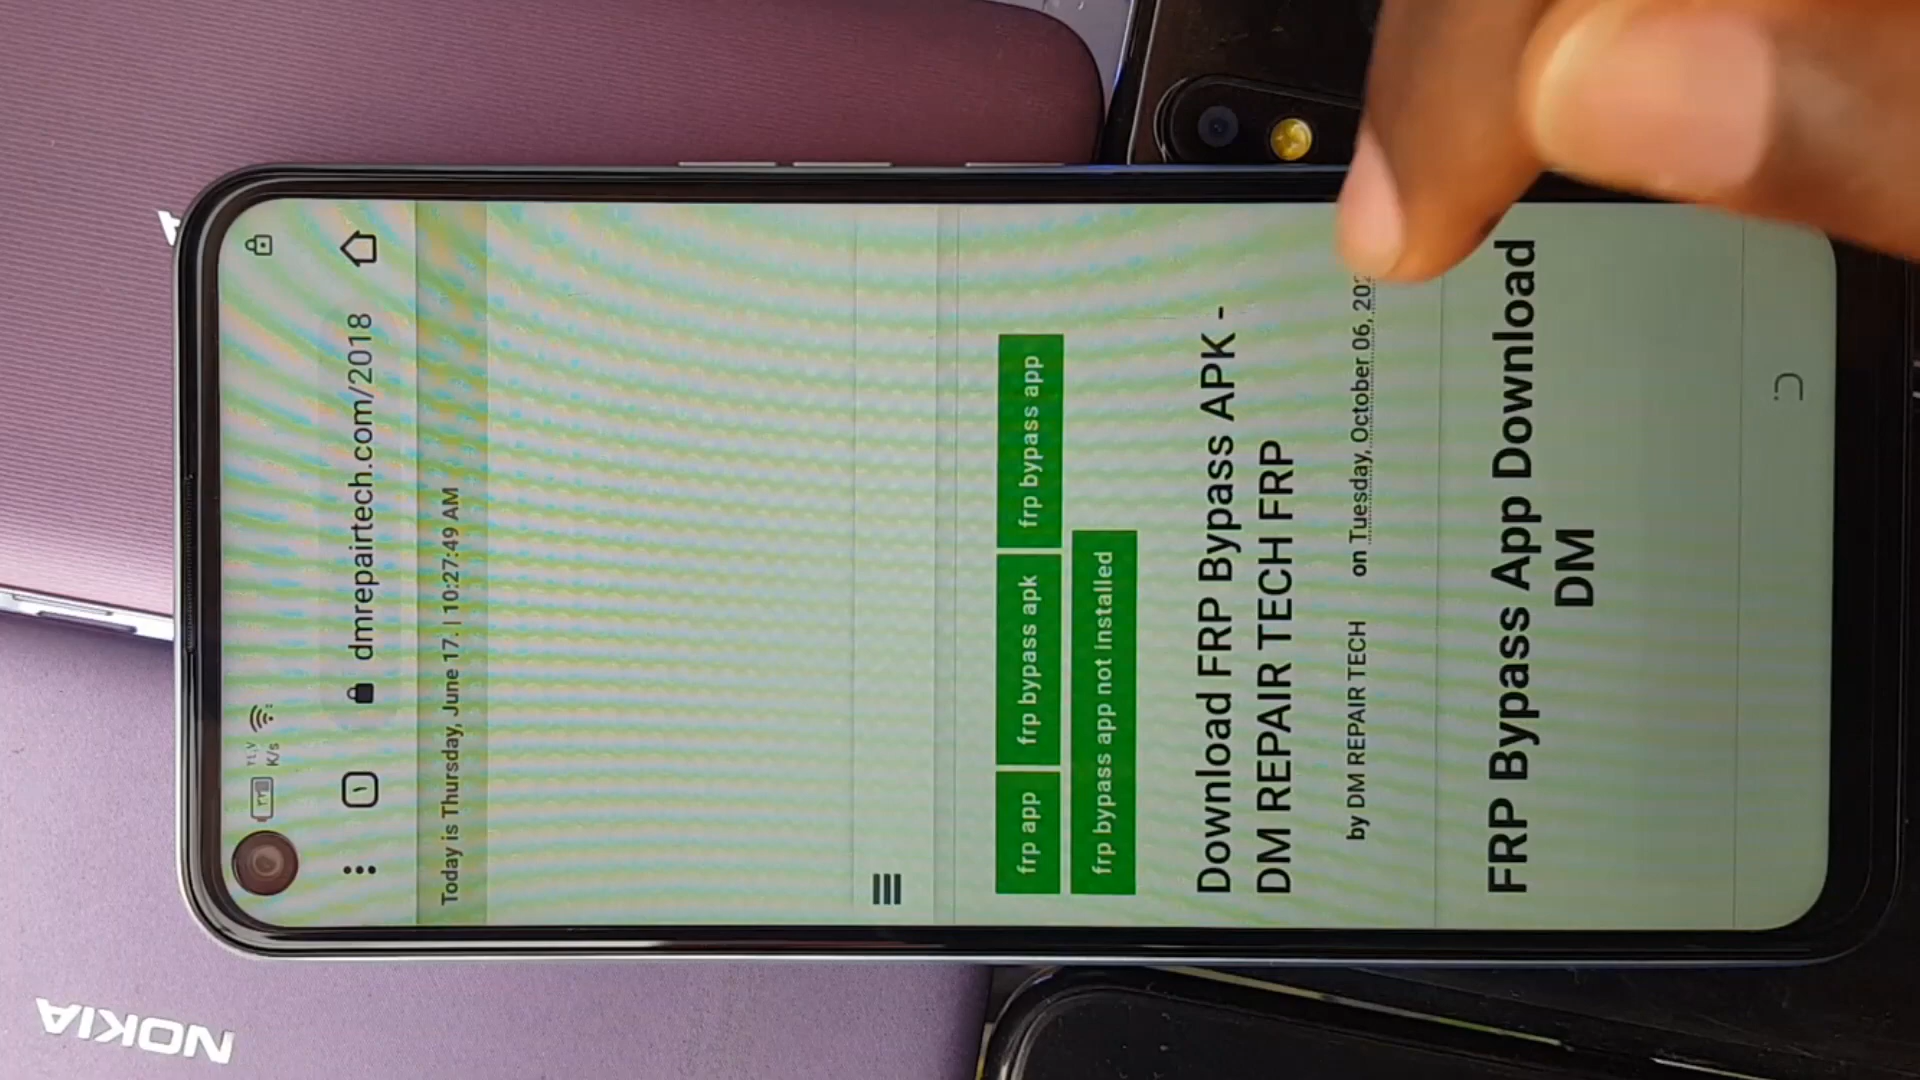 dmrepairtech.com/2018
Today is Thursday, June 17. | 10:27:49 AM
frp app
frp bypass apk
frp bypass app
frp bypass app not installed
Download FRP Bypass APK -
DM REPAIR TECH FRP
by DM REPAIR TECH on Tuesday, October 06,
FRP Bypass App Download
DM
NOKIA